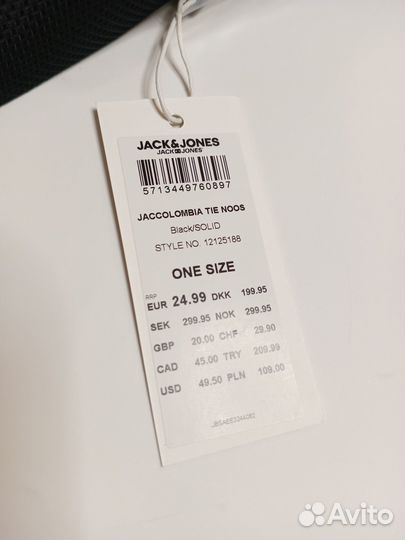 JACK&JONES
JACK&JONES
5713449760897
JACCOLOMBIA TIE NOOS
Black/SOLID
STYLE NO. 12125188
ONE SIZE
RRP
EUR 24.99 DKK 199.95
SEK 299.95 NOK 299.95
GBP 20.00 CHF 29.90
CAD 45.00 TRY 209.99
USD 49.50 PLN 109.00
Avito